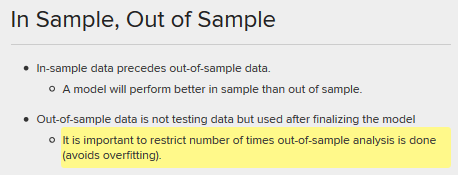 In Sample, Out of Sample
In-sample data precedes out-of-sample data.
A model will perform better in sample than out of sample.
Out-of-sample data is not testing data but used after finalizing the model
It is important to restrict number of times out-of-sample analysis is done
(avoids overfitting).